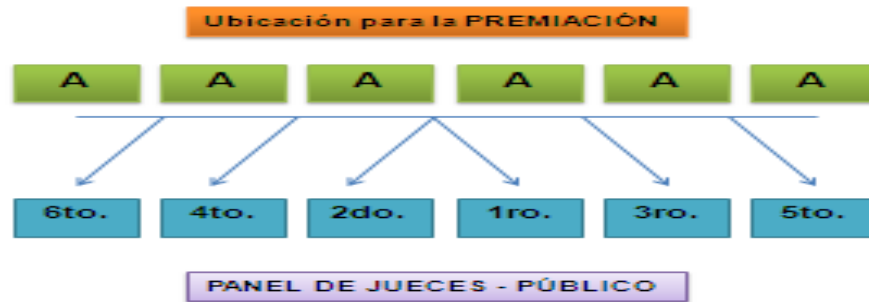 Ubicación para la PREMIACIÓN
A A A A A A
6to. 4to. 2do. 1ro. 3ro. 5to.
PANEL DE JUECES - PÚBLICO